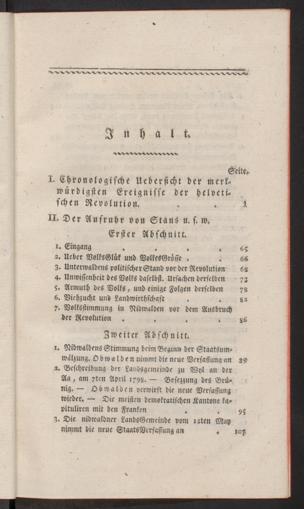 Inhalt.
Seite.
I. Chronologische Uebersicht der merk-
würdigsten Ereignisse der helveti-
schen Revolution. . . . 1
II. Der Aufruhr von Stans u. s. w.
Erster Abschnitt.
1. Eingang . . . . 65
2. Ueber VolksGlük und VolksGröse . . 66
3. Unterwaldens politischer Stand vor der Revolution 68
4. Unwissenheit des Volks daselbst. Ursachen derselben 72
5. Armuth des Volks, und einige Folgen derselben 78
6. Viehzucht und Landwirthschaft . . 82
7. Volksstimmung in Nidwalden vor dem Ausbruch
der Revolution . . . . 86
Zweiter Abschnitt.
1. Nidwaldens Stimmung beim Beginn der Staatsum-
wälzung. Obwalden nimmt die neue Verfassung an 89
2. Beschreibung der Landsgemeinde zu Wyl an der
Aa, am 7ten April 1798. — Besetzung des Brü-
nig. — Obwalden verwirft die neue Verfassung
wieder. — Die meisten demokratischen Kantone ka-
pituliren mit den Franken . . 95
3. Die nidwaldner LandsGemeinde vom 12ten May
nimmt die neue StaatsVerfassung an . 103